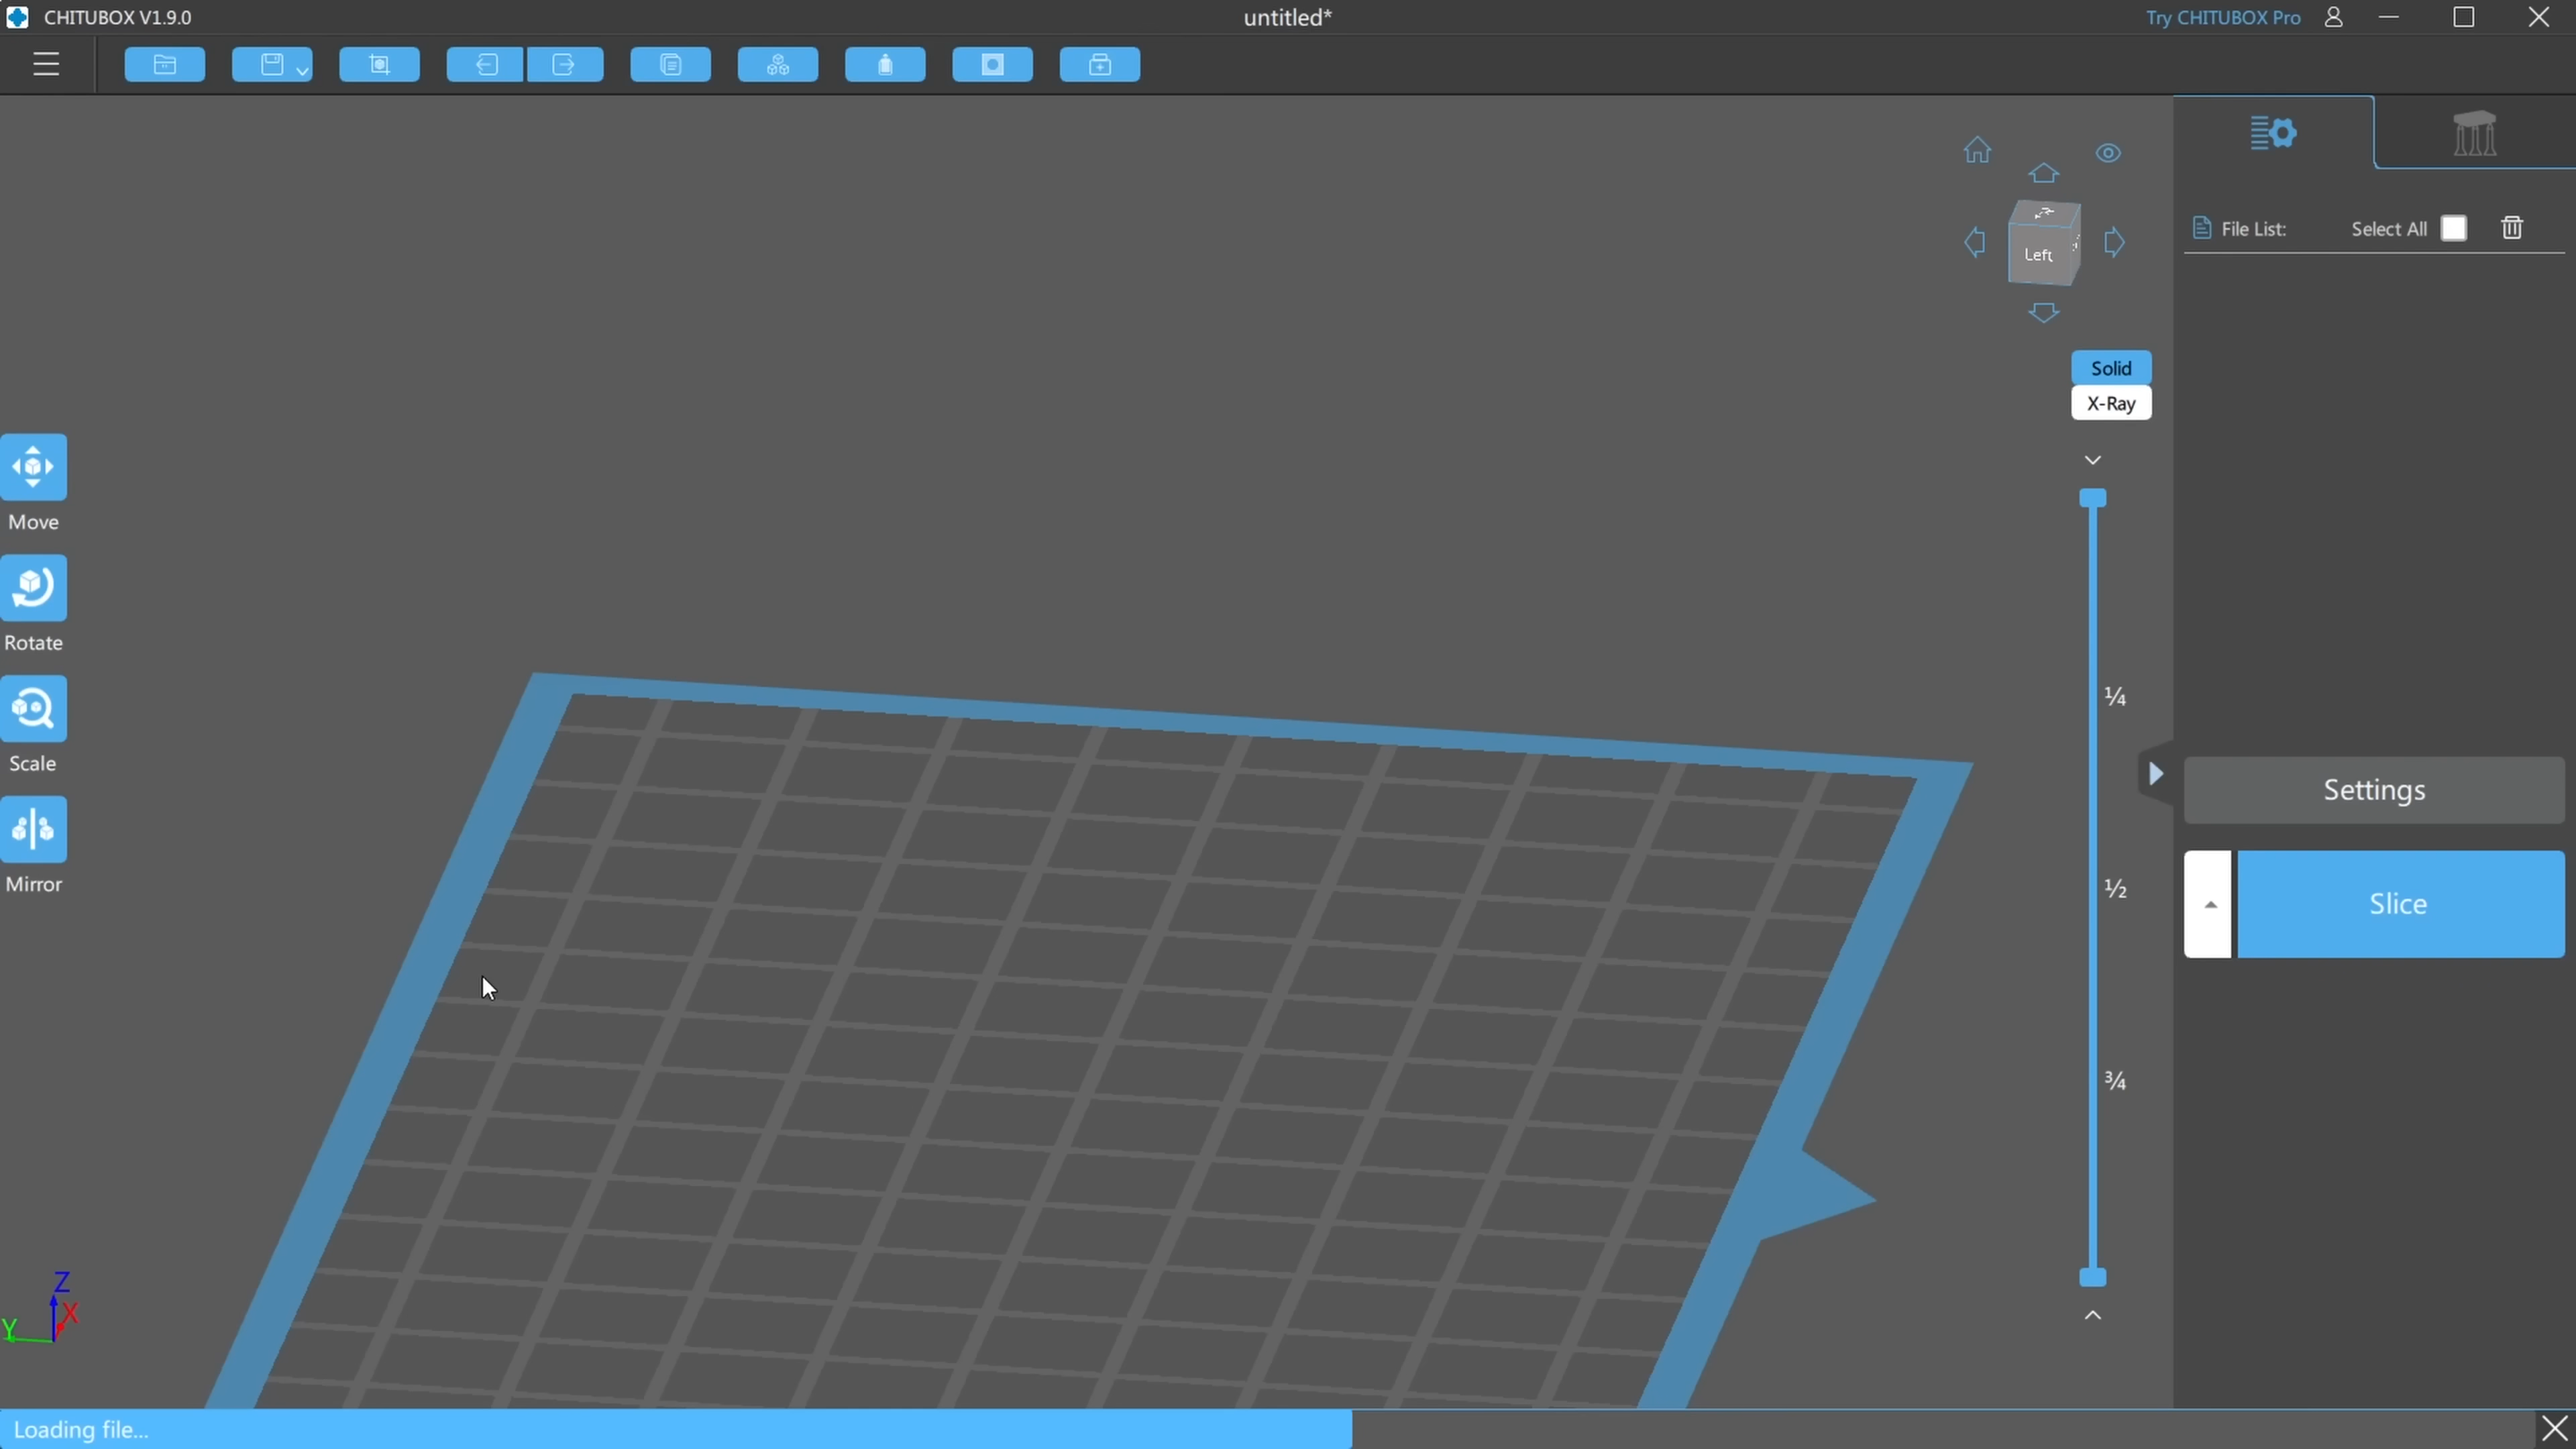 CHITUBOX V1.9.0
untitled*
Try CHITUBOX Pro
File List:
Select All
Left
Solid
X-Ray
Move
Rotate
Scale
Mirror
¼
½
¾
Settings
Slice
Z
X
Y
Loading file...